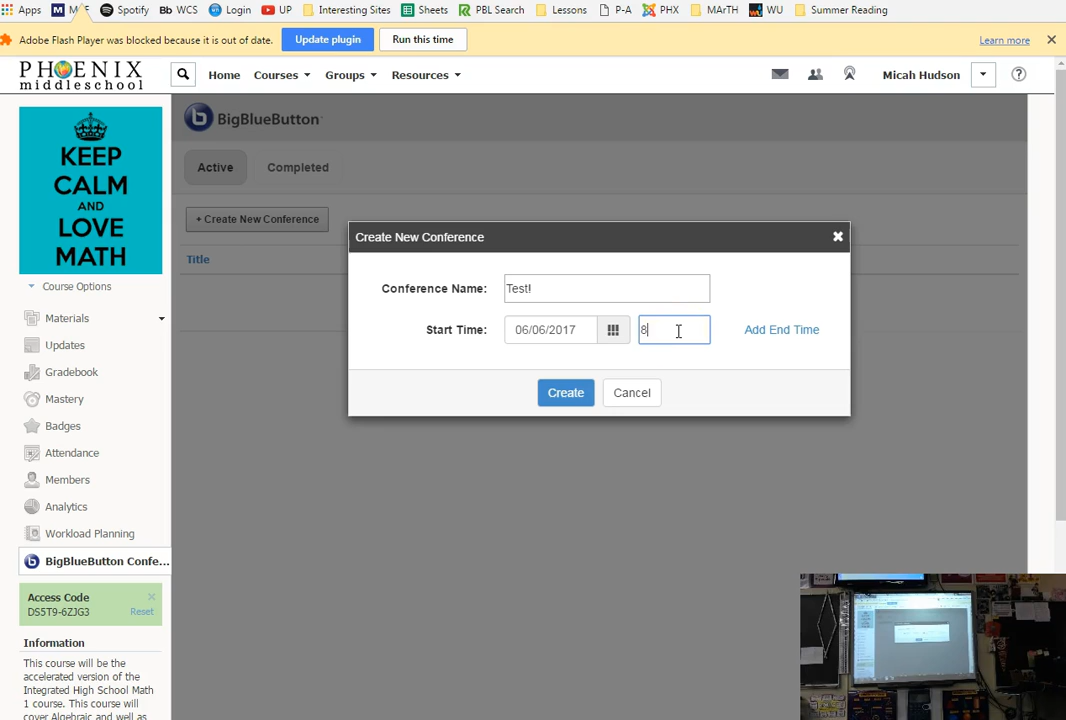 Apps Spotify Bb WCS Login UP Interesting Sites Sheets PBL Search Lessons P-A PHX MArTH WU Summer Reading
Adobe Flash Player was blocked because it is out of date. Update plugin Run this time Learn more
PHOENIX
middleschool
Home Courses Groups Resources Micah Hudson
KEEP
CALM
AND
LOVE
MATH
BigBlueButton
Active Completed
+ Create New Conference
Title
Create New Conference
Conference Name: Test!
Start Time: 06/06/2017 8 Add End Time
Create Cancel
Course Options
Materials
Updates
Gradebook
Mastery
Badges
Attendance
Members
Analytics
Workload Planning
BigBlueButton Confe...
Access Code
DS5T9-6ZJG3 Reset
Information
This course will be the
accelerated version of the
Integrated High School Math
1 course. This course will
cover Algebraic and well as